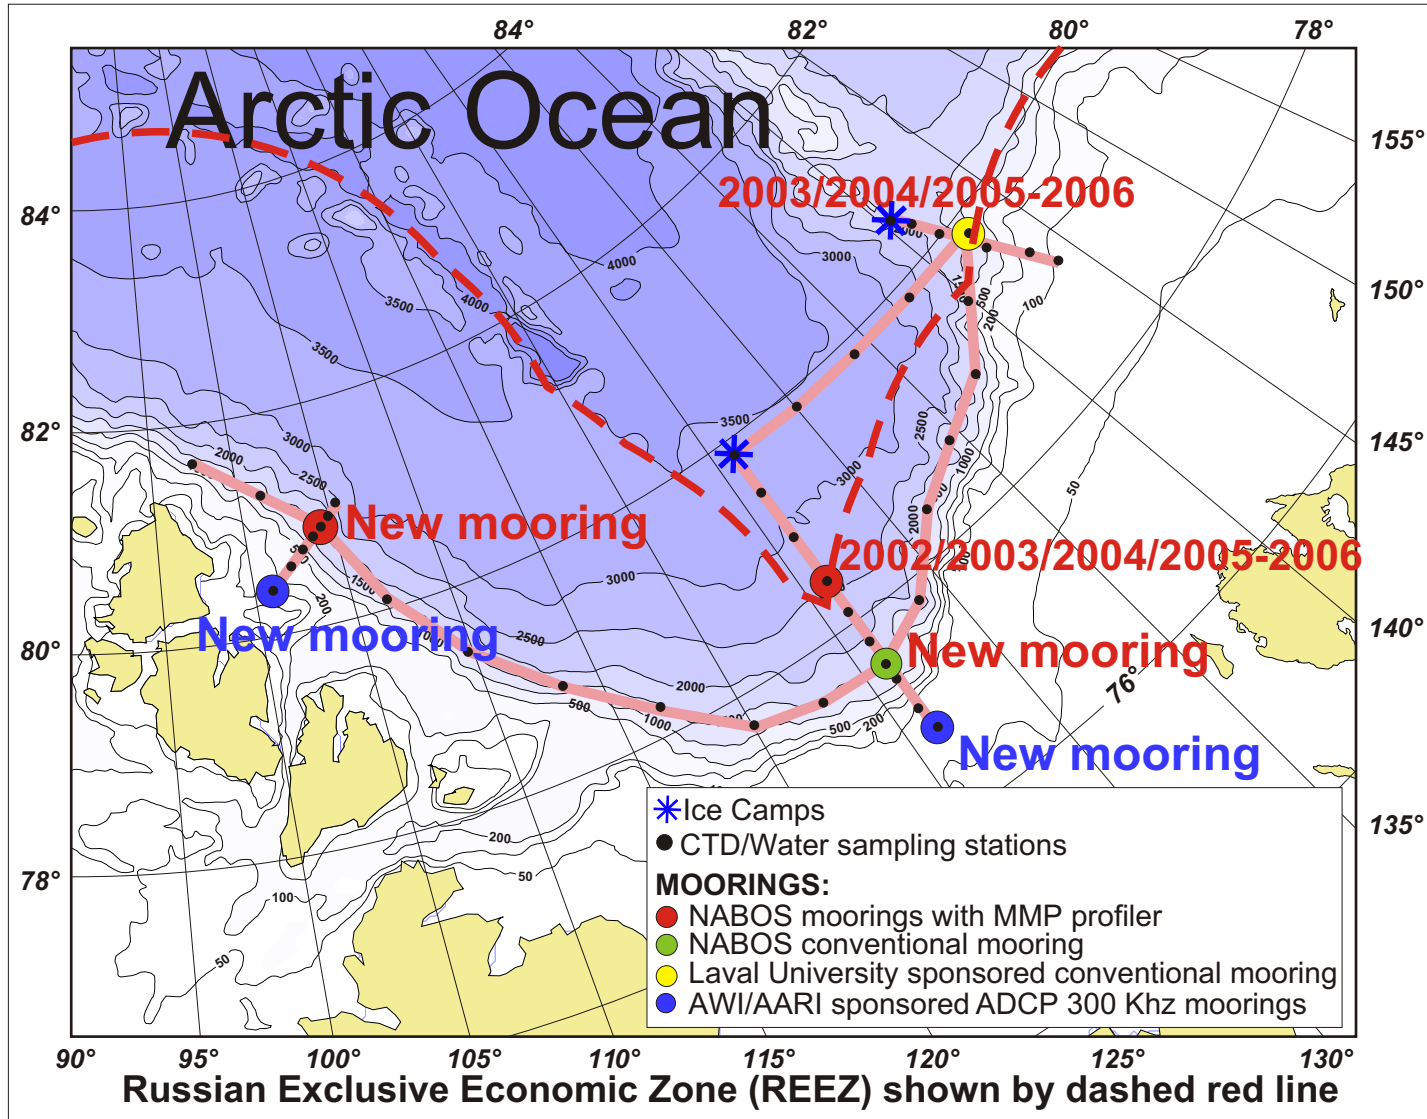 84° 82° 80° 78°
Arctic Ocean
155°
2003/2004/2005-2006
84°
4000
3000
3500
4000
500
200
100
150°
3500
3500
2500
82°
3000
2000
2500
3000
1000
50
145°
New mooring
2000
2002/2003/2004/2005-2006
1500
200
3000
New mooring
2500
New mooring
140°
80°
2000
76°
500
1000
500
200
New mooring
Ice Camps
CTD/Water sampling stations
135°
200
50
78°
100
50
MOORINGS:
NABOS moorings with MMP profiler
NABOS conventional mooring
Laval University sponsored conventional mooring
AWI/AARI sponsored ADCP 300 Khz moorings
90° 95° 100° 105° 110° 115° 120° 125° 130°
Russian Exclusive Economic Zone (REEZ) shown by dashed red line